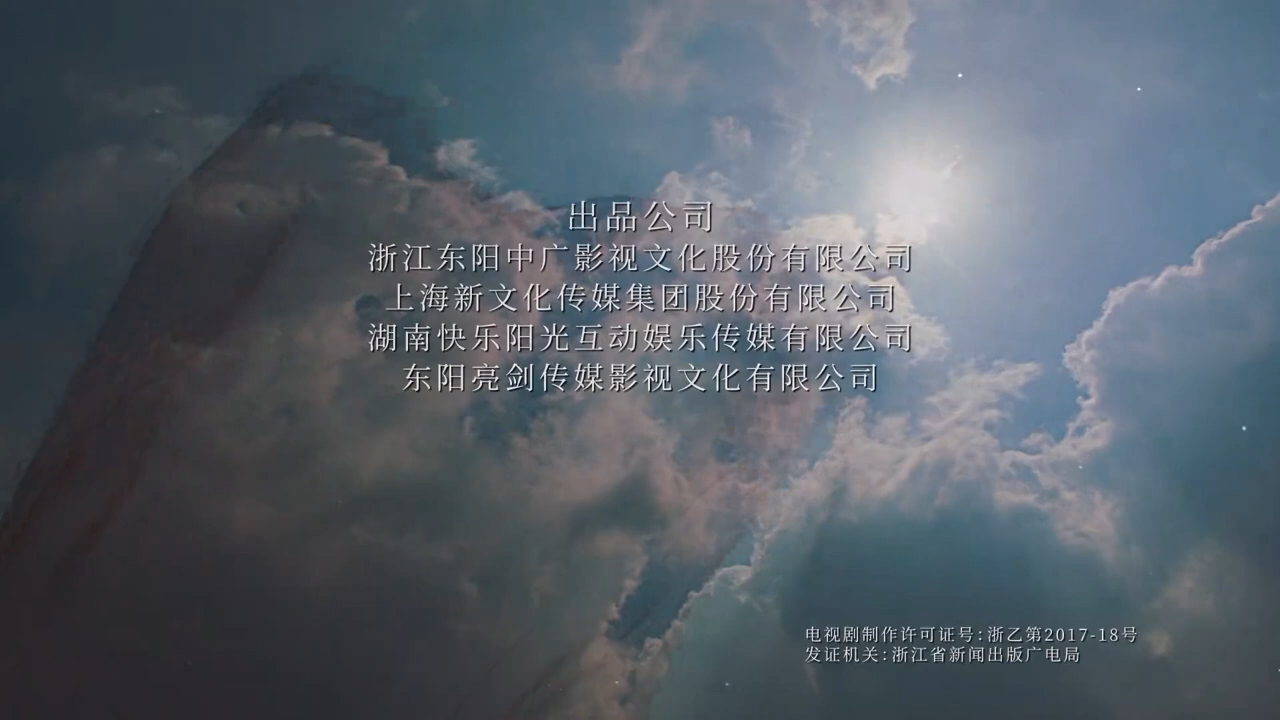 出品公司
浙江东阳中广影视文化股份有限公司
上海新文化传媒集团股份有限公司
湖南快乐阳光互动娱乐传媒有限公司
东阳亮剑传媒影视文化有限公司
电视剧制作许可证号:浙乙第2017-18号
发证机关:浙江省新闻出版广电局